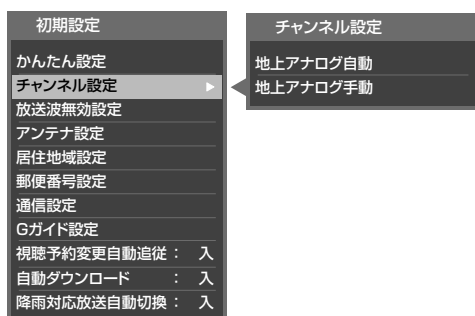 初期設定
かんたん設定
チャンネル設定
放送波無効設定
アンテナ設定
居住地域設定
郵便番号設定
通信設定
Gガイド設定
視聴予約変更自動追従： 入
自動ダウンロード ： 入
降雨対応放送自動切換： 入
チャンネル設定
地上アナログ自動
地上アナログ手動